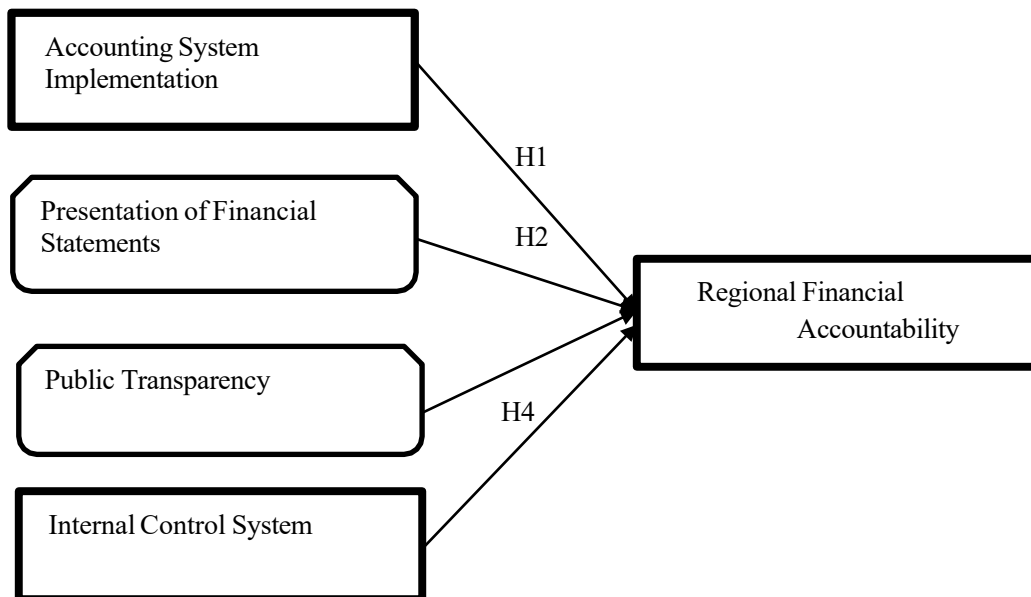 Accounting System
Implementation
H1
Presentation of Financial
Statements
H2
Regional Financial
Accountability
Public Transparency
H4
Internal Control System